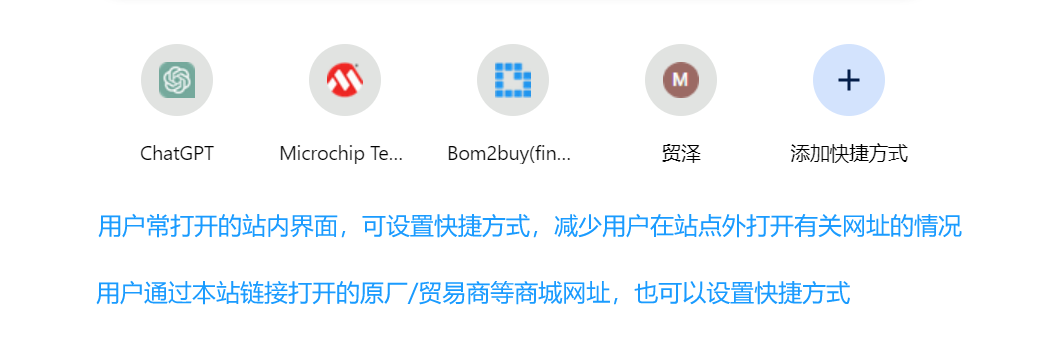 M
ChatGPT
Microchip Te...
Bom2buy(fin...
贸泽
添加快捷方式
用户常打开的站内界面，可设置快捷方式，减少用户在站点外打开有关网址的情况
用户通过本站链接打开的原厂/贸易商等商城网址，也可以设置快捷方式